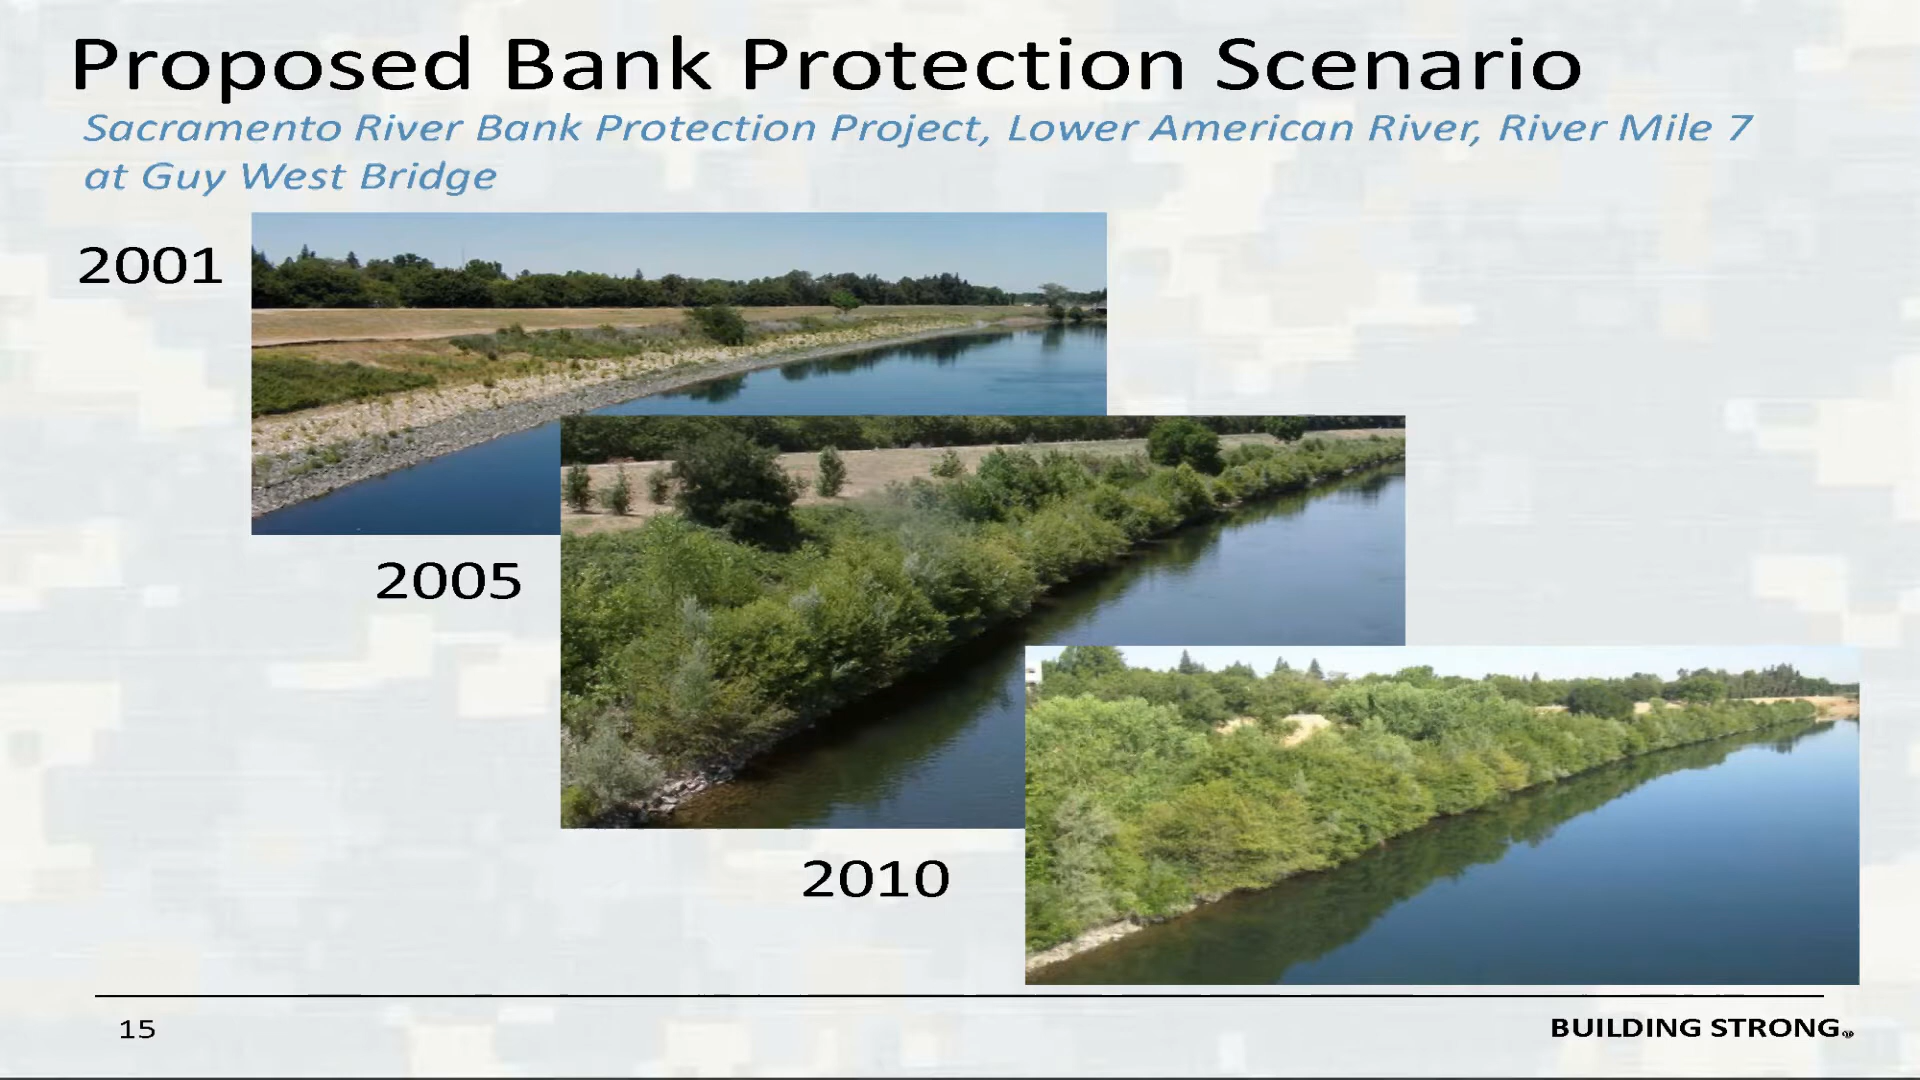 Proposed Bank Protection Scenario
Sacramento River Bank Protection Project, Lower American River, River Mile 7
at Guy West Bridge
2001
2005
2010
15
BUILDING STRONG®